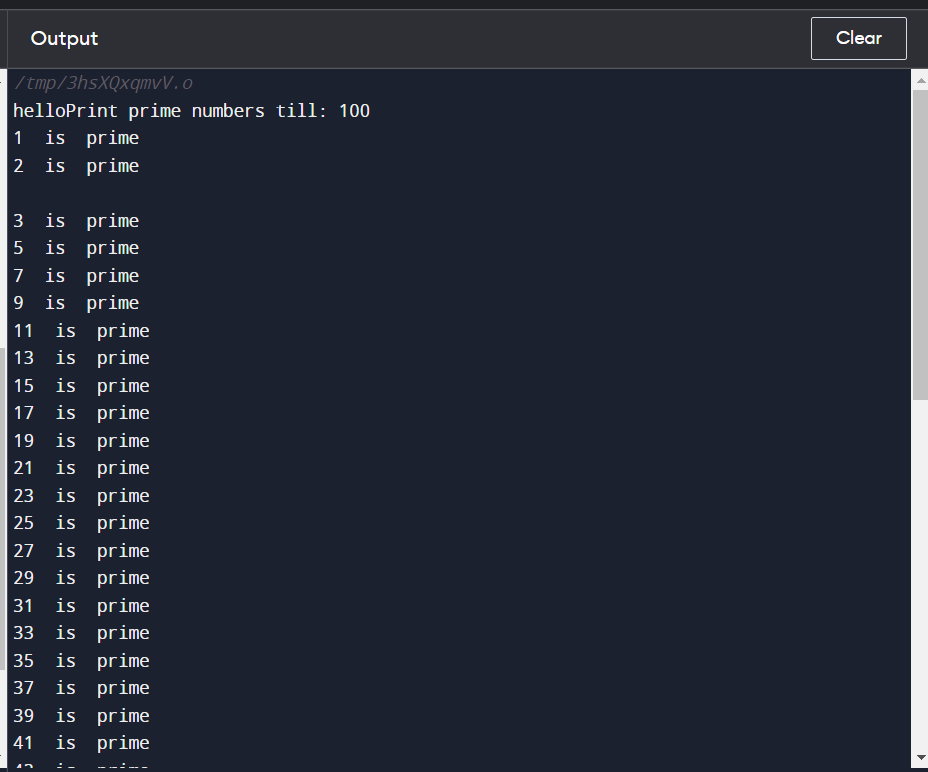 Output
Clear
/tmp/3hsXQxqmvV.o
helloPrint prime numbers till: 100
1  is  prime
2  is  prime
3  is  prime
5  is  prime
7  is  prime
9  is  prime
11  is  prime
13  is  prime
15  is  prime
17  is  prime
19  is  prime
21  is  prime
23  is  prime
25  is  prime
27  is  prime
29  is  prime
31  is  prime
33  is  prime
35  is  prime
37  is  prime
39  is  prime
41  is  prime